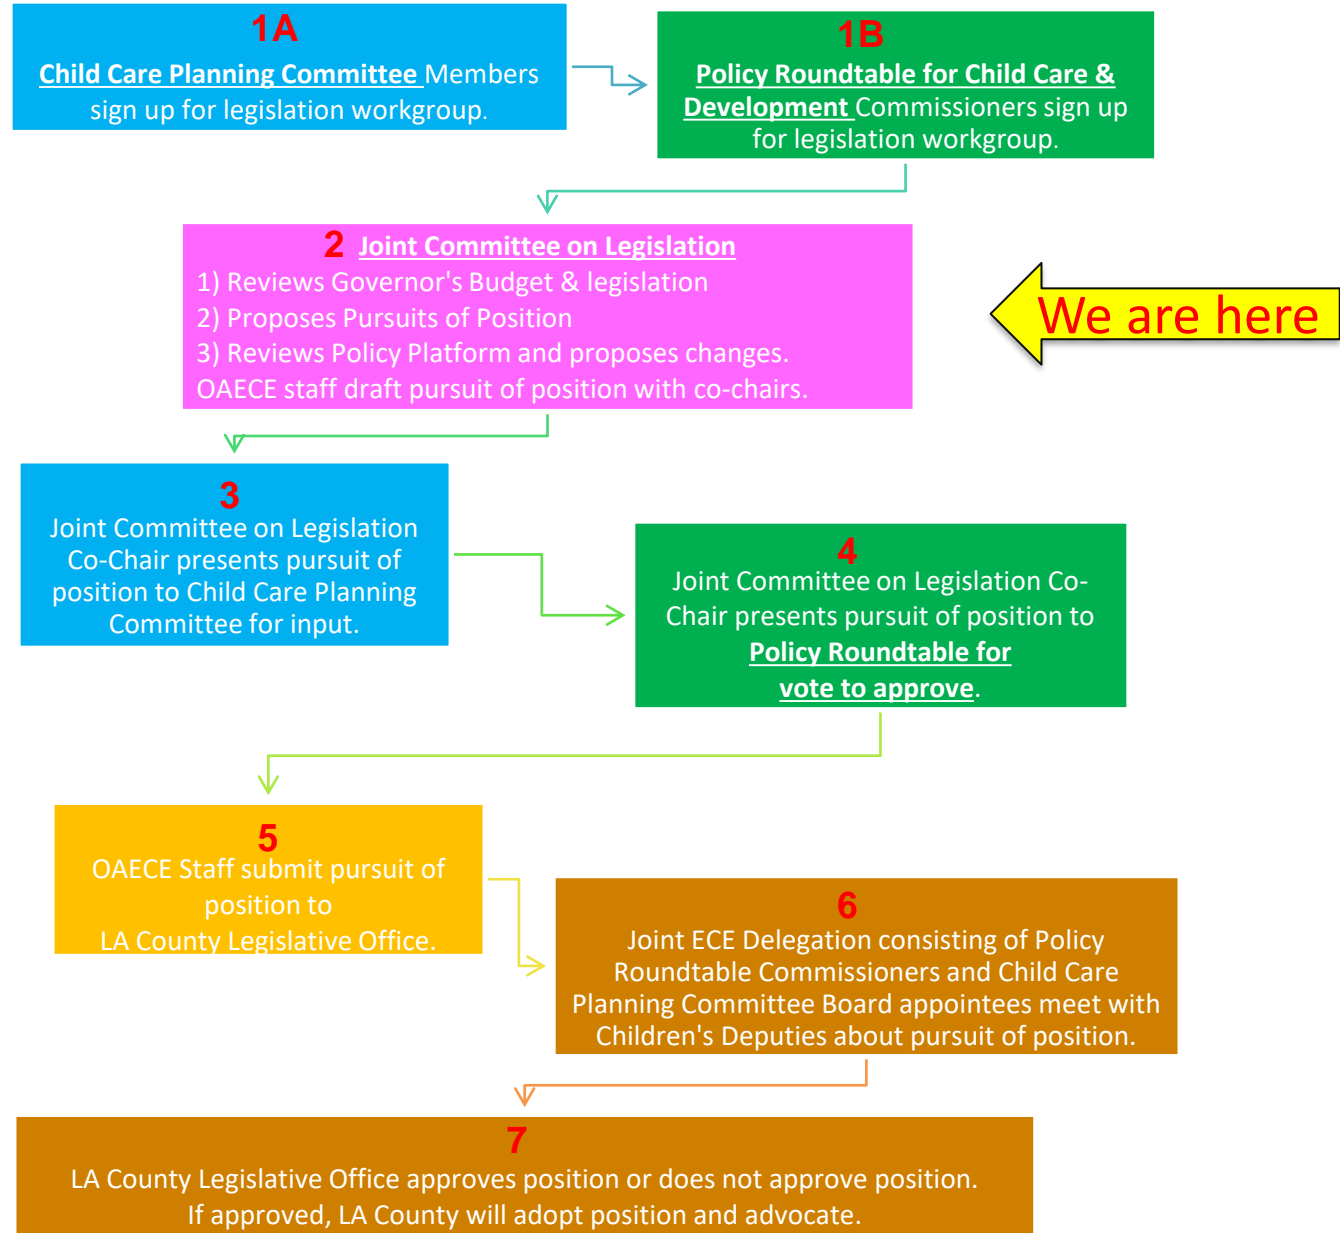 1A
Child Care Planning Committee Members
sign up for legislation workgroup.
1B
Policy Roundtable for Child Care &
Development Commissioners sign up
for legislation workgroup.
2 Joint Committee on Legislation
1) Reviews Governor's Budget & legislation
2) Proposes Pursuits of Position
3) Reviews Policy Platform and proposes changes.
OAECE staff draft pursuit of position with co-chairs.
We are here
3
Joint Committee on Legislation
Co-Chair presents pursuit of
position to Child Care Planning
Committee for input.
4
Joint Committee on Legislation Co-
Chair presents pursuit of position to
Policy Roundtable for
vote to approve.
5
OAECE Staff submit pursuit of
position to
LA County Legislative Office.
6
Joint ECE Delegation consisting of Policy
Roundtable Commissioners and Child Care
Planning Committee Board appointees meet with
Children's Deputies about pursuit of position.
7
LA County Legislative Office approves position or does not approve position.
If approved, LA County will adopt position and advocate.